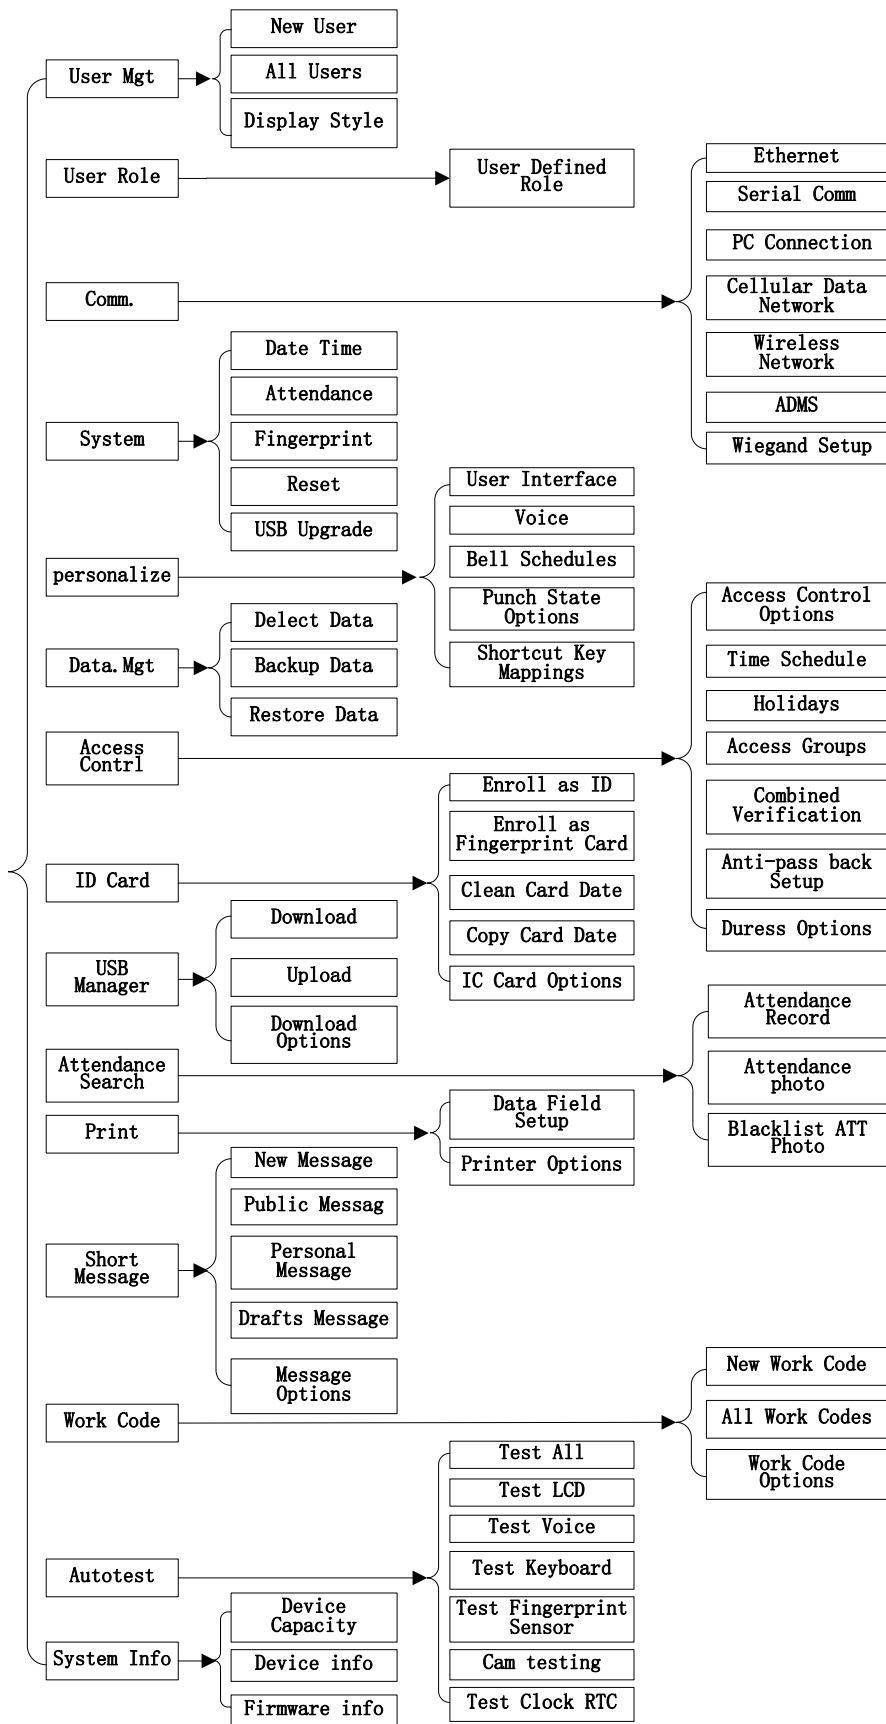 User Mgt
New User
All Users
Display Style
User Role
User Defined
Role
Comm.
Ethernet
Serial Comm
PC Connection
Cellular Data
Network
Wireless
Network
ADMS
Wiegand Setup
System
Date Time
Attendance
Fingerprint
Reset
USB Upgrade
personalize
User Interface
Voice
Bell Schedules
Punch State
Options
Shortcut Key
Mappings
Data.Mgt
Delect Data
Backup Data
Restore Data
Access
Contrl
Access Control
Options
Time Schedule
Holidays
Access Groups
Combined
Verification
Anti-pass back
Setup
Duress Options
ID Card
Enroll as ID
Enroll as
Fingerprint Card
Clean Card Date
Copy Card Date
IC Card Options
USB
Manager
Download
Upload
Download
Options
Attendance
Search
Attendance
Record
Attendance
photo
Blacklist ATT
Photo
Print
Data Field
Setup
Printer Options
Short
Message
New Message
Public Messag
Personal
Message
Drafts Message
Message
Options
Work Code
New Work Code
All Work Codes
Work Code
Options
Autotest
Test All
Test LCD
Test Voice
Test Keyboard
Test Fingerprint
Sensor
Cam testing
Test Clock RTC
System Info
Device
Capacity
Device info
Firmware info